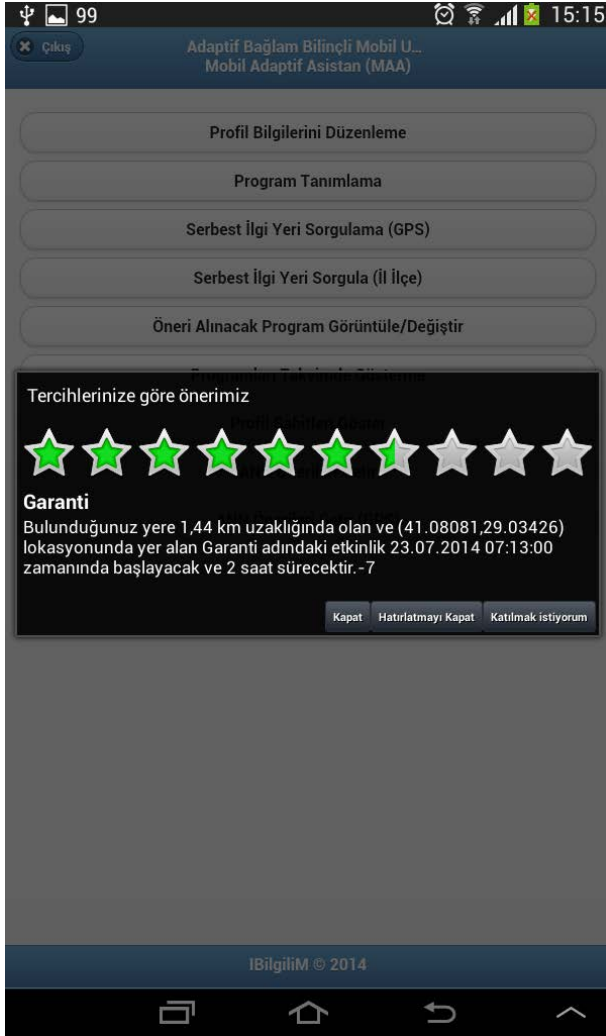 99
15:15
Çıkış
Adaptif Bağlam Bilinçli Mobil U...
Mobil Adaptif Asistan (MAA)
Profil Bilgilerini Düzenleme
Program Tanımlama
Serbest İlgi Yeri Sorgulama (GPS)
Serbest İlgi Yeri Sorgula (İl İlçe)
Öneri Alınacak Program Görüntüle/Değiştir
Programları Takvimde Gösterme
Tercihlerinize göre önerimiz
Garanti
Bulunduğunuz yere 1,44 km uzaklığında olan ve (41.08081,29.03426)
lokasyonunda yer alan Garanti adındaki etkinlik 23.07.2014 07:13:00
zamanında başlayacak ve 2 saat sürecektir.-7
Kapat
Hatırlatmayı Kapat
Katılmak istiyorum
IBilgiliM © 2014